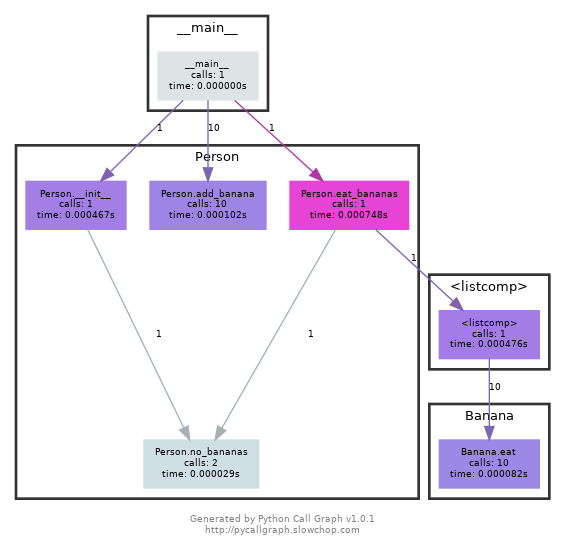 __main__
__main__
calls: 1
time: 0.000000s
1
10
1
Person
Person.__init__
calls: 1
time: 0.000467s
Person.add_banana
calls: 10
time: 0.000102s
Person.eat_bananas
calls: 1
time: 0.000748s
1
<listcomp>
<listcomp>
calls: 1
time: 0.000476s
1
1
10
Banana
Person.no_bananas
calls: 2
time: 0.000029s
Banana.eat
calls: 10
time: 0.000082s
Generated by Python Call Graph v1.0.1
http://pycallgraph.slowchop.com